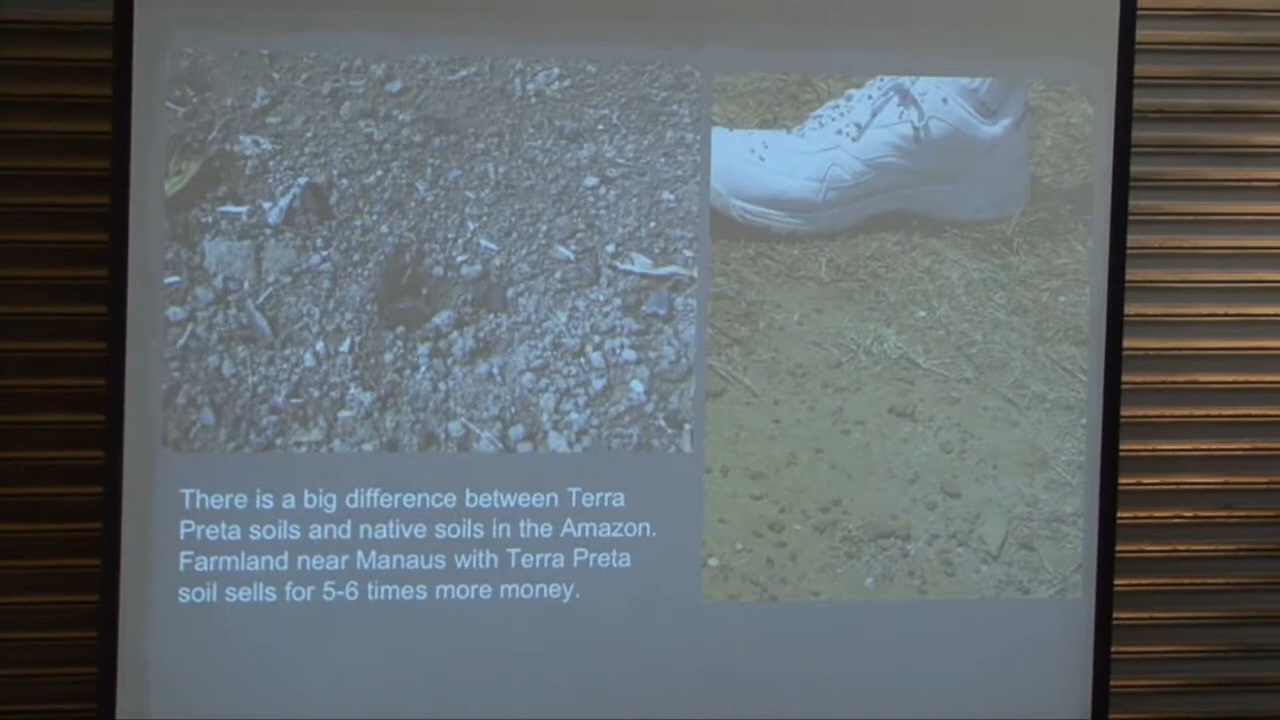 There is a big difference between Terra
Preta soils and native soils in the Amazon.
Farmland near Manaus with Terra Preta
soil sells for 5-6 times more money.